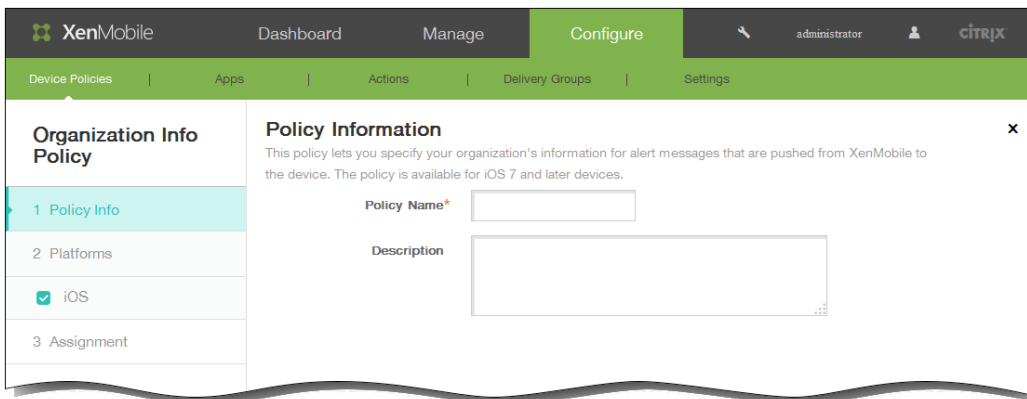 XenMobile Dashboard Manage Configure administrator CİTRIX
Device Policies | Apps | Actions | Delivery Groups | Settings
Organization Info
Policy
1 Policy Info
2 Platforms
iOS
3 Assignment
Policy Information x
This policy lets you specify your organization's information for alert messages that are pushed from XenMobile to
the device. The policy is available for iOS 7 and later devices.
Policy Name*
Description